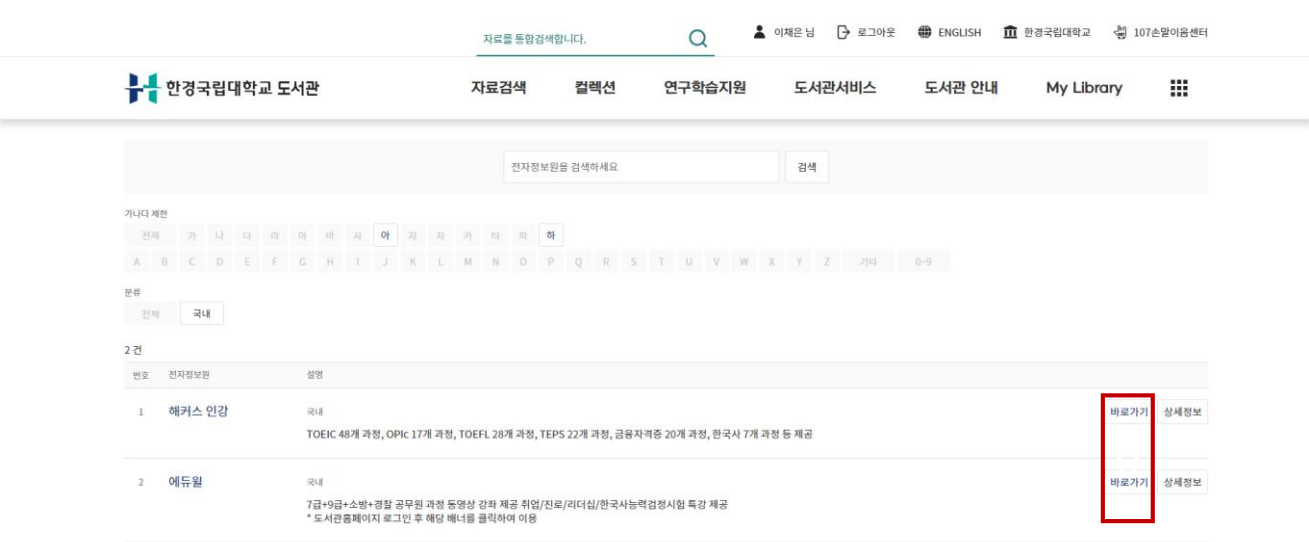 자료를 통합검색합니다.
이채은 님 로그아웃 ENGLISH 한경국립대학교 107손말이음센터
한경국립대학교 도서관 자료검색 컬렉션 연구학습지원 도서관서비스 도서관 안내 My Library
전자정보원을 검색하세요 검색
가나다 제한
전체 가 나 다 라 마 바 사 아 자 차 카 타 파 하
A B C D E F G H I J K L M N O P Q R S T U V W X Y Z 기타 0~9
분류
전체 국내
2 건
번호 전자정보원 설명
1 해커스 인강 국내 바로가기 상세정보
TOEIC 48개 과정, OPIc 17개 과정, TOEFL 28개 과정, TEPS 22개 과정, 금융자격증 20개 과정, 한국사 7개 과정 등 제공
2 에듀윌 국내 바로가기 상세정보
7급+9급+소방+경찰 공무원 과정 동영상 강좌 제공 취업/진로/리더십/한국사능력검정시험 특강 제공
* 도서관홈페이지 로그인 후 해당 배너를 클릭하여 이용